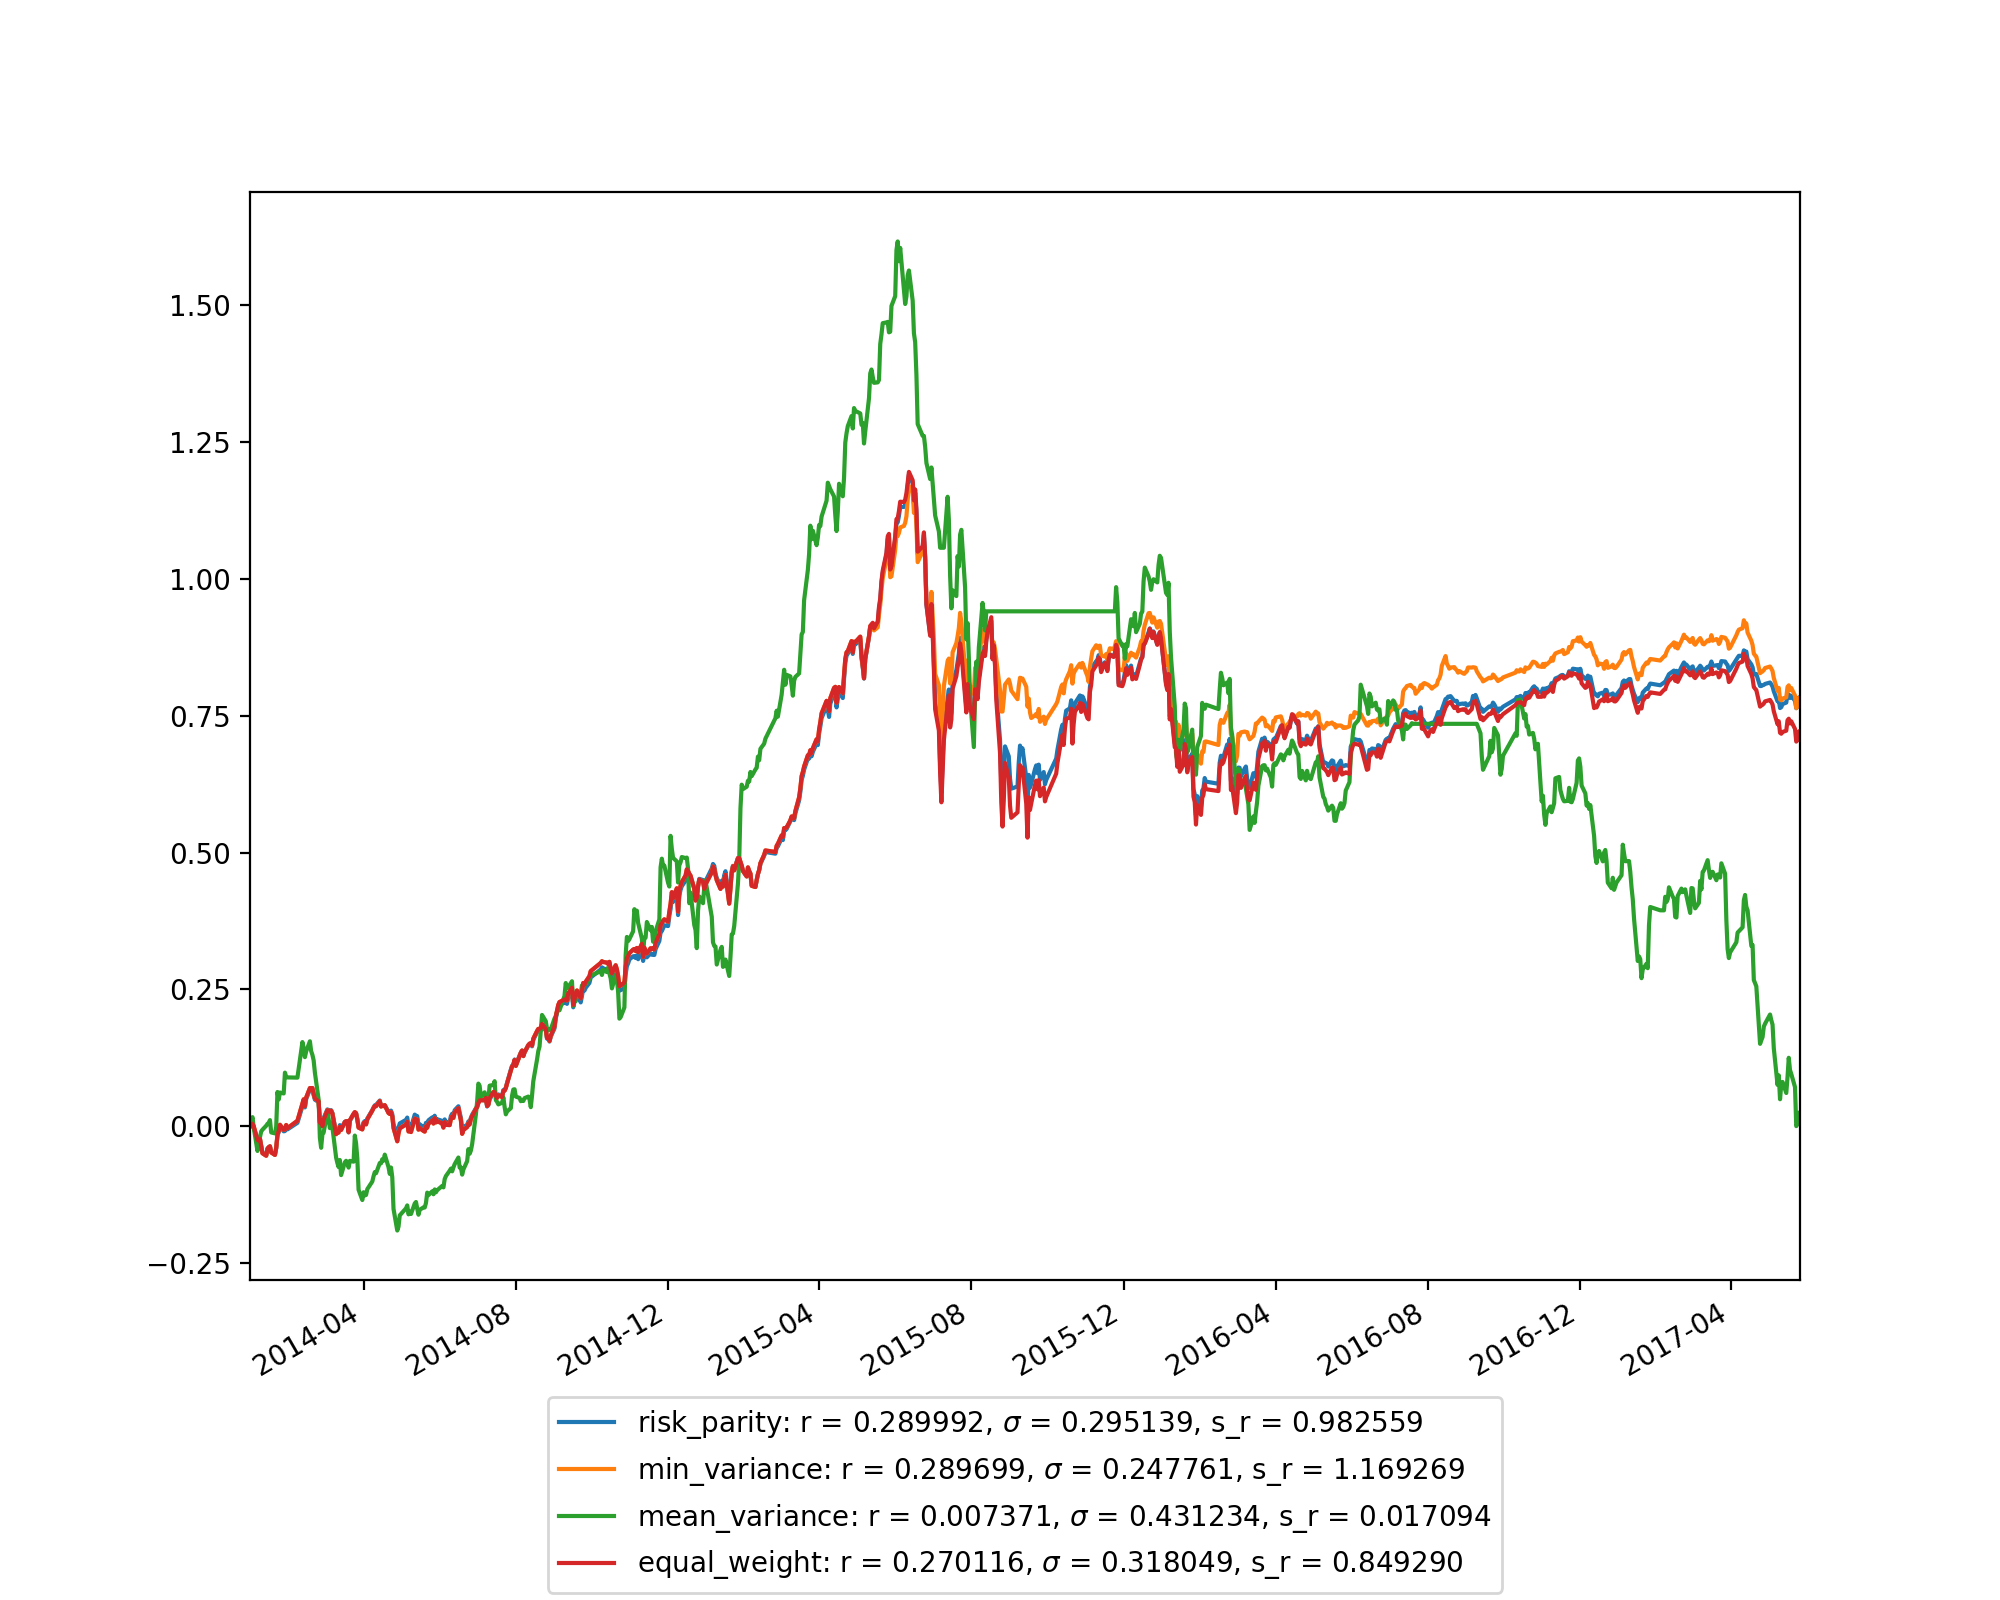 1.50
1.25
1.00
0.75
0.50
0.25
0.00
−0.25
2014-04 2014-08 2014-12 2015-04 2015-08 2015-12 2016-04 2016-08 2016-12 2017-04
risk_parity: r = 0.289992, σ = 0.295139, s_r = 0.982559
min_variance: r = 0.289699, σ = 0.247761, s_r = 1.169269
mean_variance: r = 0.007371, σ = 0.431234, s_r = 0.017094
equal_weight: r = 0.270116, σ = 0.318049, s_r = 0.849290